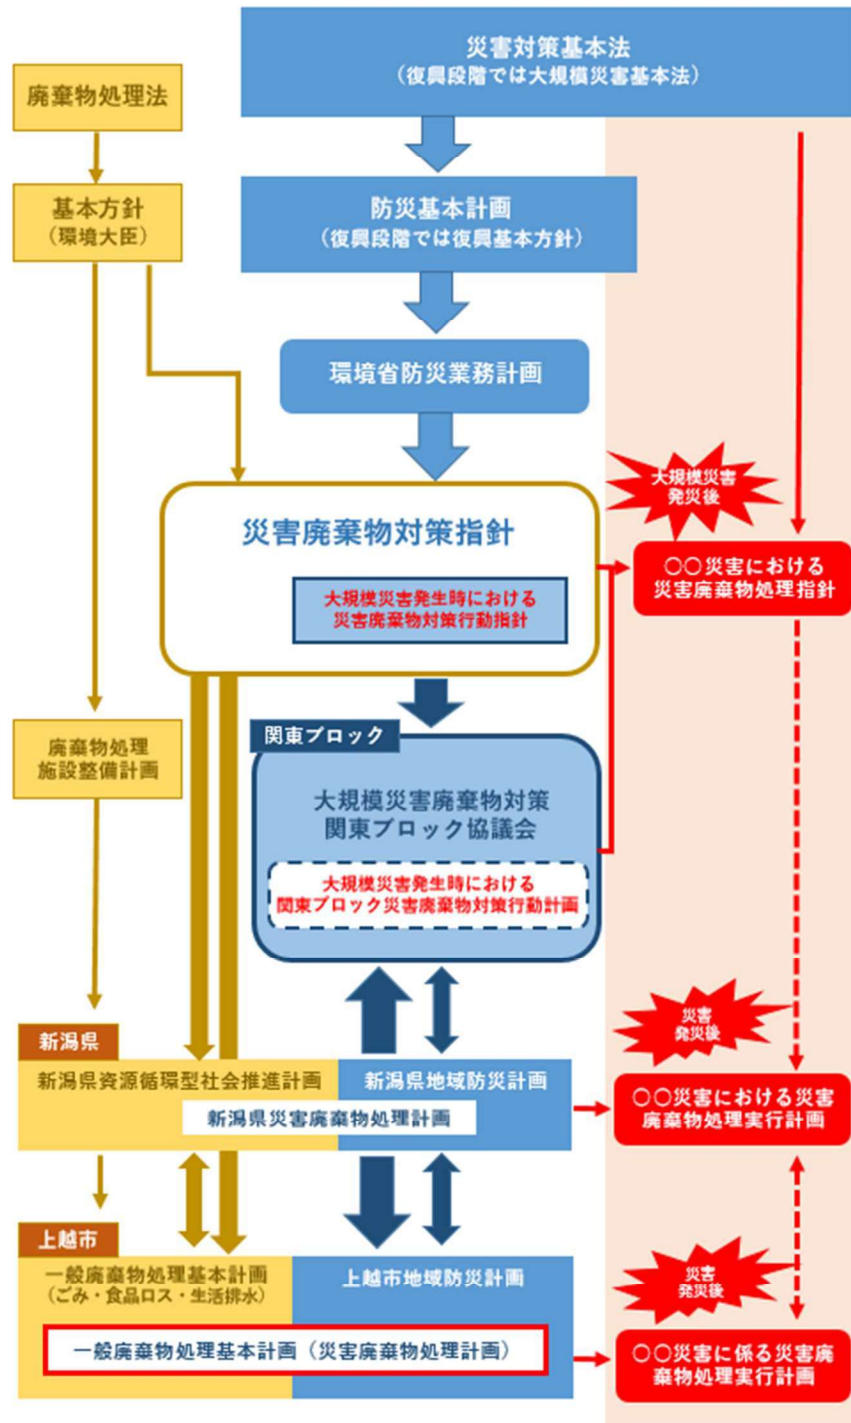 災害対策基本法
（復興段階では大規模災害基本法）
廃棄物処理法
基本方針
（環境大臣）
防災基本計画
（復興段階では復興基本方針）
環境省防災業務計画
大規模災害
発災後
災害廃棄物対策指針
大規模災害発生時における
災害廃棄物対策行動指針
〇〇災害における
災害廃棄物処理指針
関東ブロック
廃棄物処理
施設整備計画
大規模災害廃棄物対策
関東ブロック協議会
大規模災害発生時における
関東ブロック災害廃棄物対策行動計画
災害
発災後
新潟県
新潟県資源循環型社会推進計画
新潟県地域防災計画
新潟県災害廃棄物処理計画
〇〇災害における災害
廃棄物処理実行計画
上越市
一般廃棄物処理基本計画
（ごみ・食品ロス・生活排水）
上越市地域防災計画
災害
発災後
一般廃棄物処理基本計画（災害廃棄物処理計画）
〇〇災害に係る災害廃
棄物処理実行計画